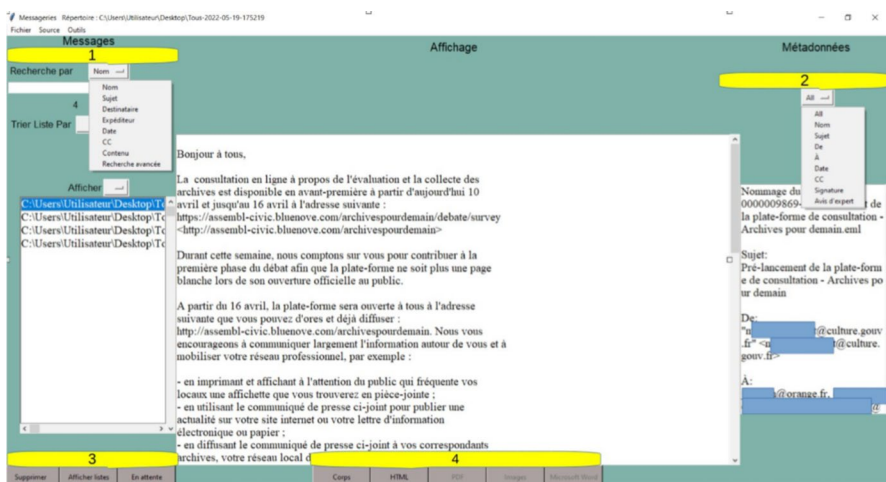 Messageries Répertoire : C:\Users\Utilisateur\Desktop\Tous-2022-05-19-175219
Fichier Source Outils
Messages
1
Recherche par Nom
Nom
Sujet
Destinataire
Expéditeur
Date
CC
Contenu
Recherche avancée
4
Trier Liste Par
Afficher
C:\Users\Utilisateur\Desktop\To
C:\Users\Utilisateur\Desktop\To
C:\Users\Utilisateur\Desktop\To
C:\Users\Utilisateur\Desktop\To
3
Supprimer Afficher listes En attente
Affichage
Bonjour à tous,
La consultation en ligne à propos de l'évaluation et la collecte des
archives est disponible en avant-première à partir d'aujourd'hui 10
avril et jusqu'au 16 avril à l'adresse suivante :
https://assembl-civic.bluenove.com/archivespourdemain/debate/survey
<http://assembl-civic.bluenove.com/archivespourdemain>
Durant cette semaine, nous comptons sur vous pour contribuer à la
première phase du débat afin que la plate-forme ne soit plus une page
blanche lors de son ouverture officielle au public.
A partir du 16 avril, la plate-forme sera ouverte à tous à l'adresse
suivante que vous pouvez d'ores et déjà diffuser :
http://assembl-civic.bluenove.com/archivespourdemain. Nous vous
encourageons à communiquer largement l'information autour de vous et à
mobiliser votre réseau professionnel, par exemple :
- en imprimant et affichant à l'attention du public qui fréquente vos
locaux une affichette que vous trouverez en pièce-jointe ;
- en utilisant le communiqué de presse ci-joint pour publier une
actualité sur votre site internet ou votre lettre d'information
électronique ou papier ;
- en diffusant le communiqué de presse ci-joint à vos correspondants
archives, votre réseau local d
4
Corps HTML PDF Images Microsoft Word
Métadonnées
2
All
All
Nom
Sujet
De
À
Date
CC
Signature
Avis d'expert
Nommage du
0000009869- t de
la plate-forme de consultation -
Archives pour demain.eml
Sujet:
Pré-lancement de la plate-form
e de consultation - Archives po
ur demain
De:
"n t@culture.gouv
.fr" <n t@culture.
gouv.fr>
À:
@orange.fr,
@